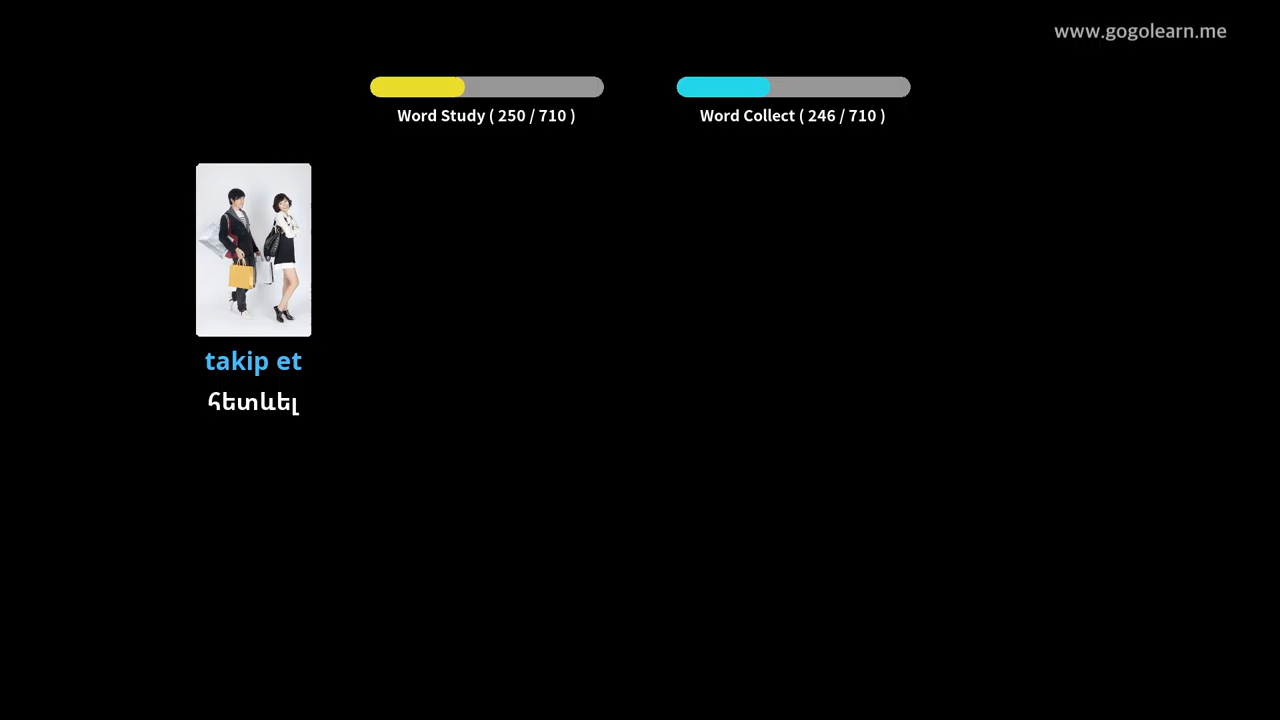 www.gogolearn.me
Word Study ( 250 / 710 )
Word Collect ( 246 / 710 )
takip et
հետևել